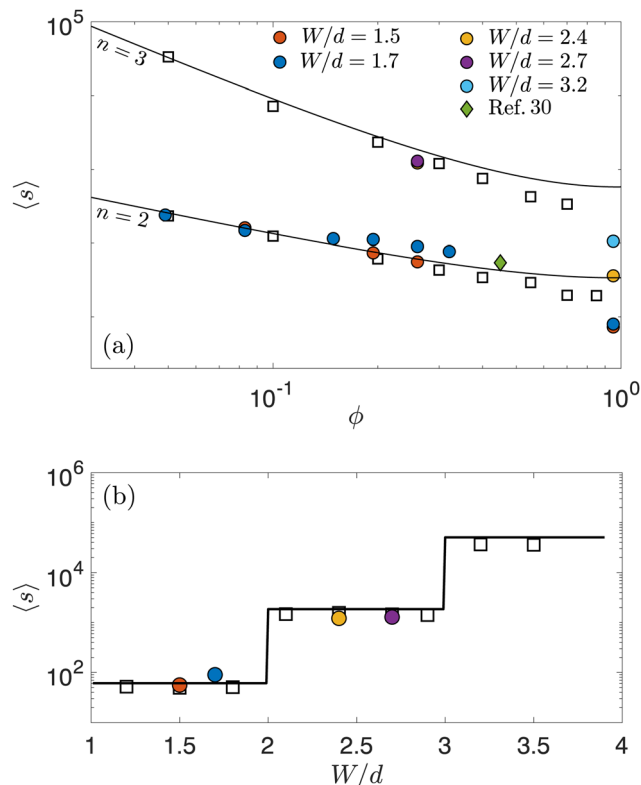 10^5
n = 3
W/d = 1.5
W/d = 2.4
W/d = 1.7
W/d = 2.7
W/d = 3.2
Ref. 30
⟨s⟩
n = 2
(a)
10^-1
10^0
ϕ
10^6
(b)
10^4
⟨s⟩
10^2
1
1.5
2
2.5
3
3.5
4
W/d